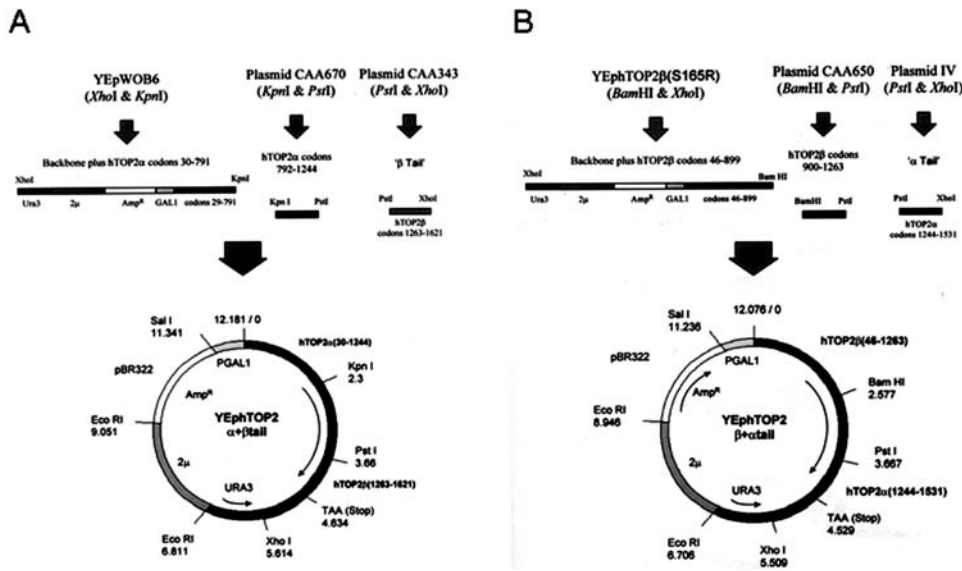 A
YEpWOB6
(XhoI & KpnI)
Plasmid CAA670
(KpnI & PstI)
Plasmid CAA343
(PstI & XhoI)
Backbone plus hTOP2α codons 30-791
hTOP2α codons
792-1244
'β Tail'
XhoI
KpnI
Ura3
2μ
Amp^R
GAL1
codons 29-791
Kpn I
PstI
PstI
XhoI
hTOP2β
codons 1263-1621
12.181 / 0
Sal I
11.341
hTOP2α(30-1244)
pBR322
PGAL1
Kpn I
2.3
Amp^R
Eco RI
9.051
YEphTOP2
α+βtail
2μ
Pst I
3.66
URA3
hTOP2β(1263-1621)
TAA (Stop)
4.634
Eco RI
6.811
Xho I
5.614
B
YEphTOP2β(S165R)
(BamHI & XhoI)
Plasmid CAA650
(BamHI & PstI)
Plasmid IV
(PstI & XhoI)
Backbone plus hTOP2β codons 46-899
hTOP2β codons
900-1263
'α Tail'
XhoI
Bam HI
Ura3
2μ
Amp^R
GAL1
codons 46-899
BamHI
PstI
PstI
XhoI
hTOP2α
codons 1244-1531
12.076 / 0
Sal I
11.236
hTOP2β(46-1263)
pBR322
PGAL1
Bam HI
2.577
Amp^R
Eco RI
8.946
YEphTOP2
β+αtail
2μ
Pst I
3.667
URA3
hTOP2α(1244-1531)
TAA (Stop)
4.529
Eco RI
6.706
Xho I
5.509